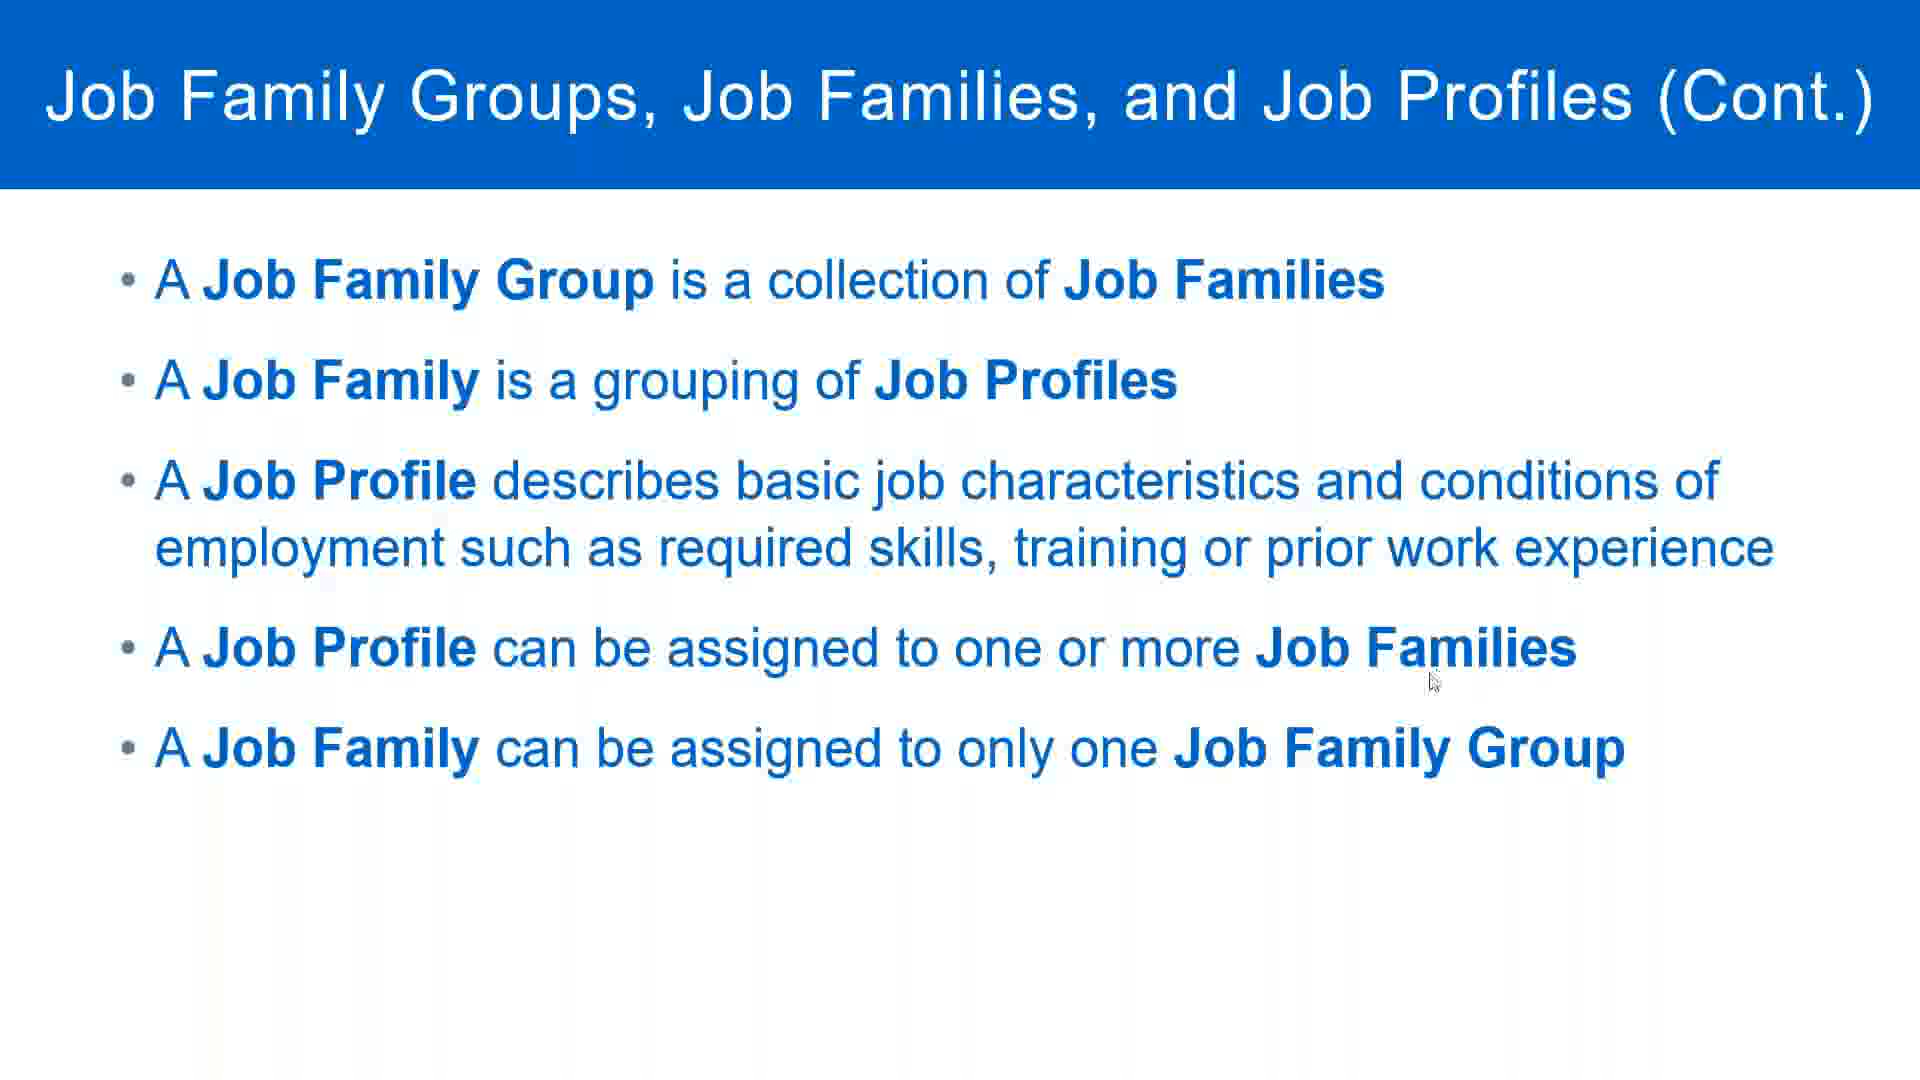 Job Family Groups, Job Families, and Job Profiles (Cont.)
• A Job Family Group is a collection of Job Families
• A Job Family is a grouping of Job Profiles
• A Job Profile describes basic job characteristics and conditions of
employment such as required skills, training or prior work experience
• A Job Profile can be assigned to one or more Job Families
• A Job Family can be assigned to only one Job Family Group